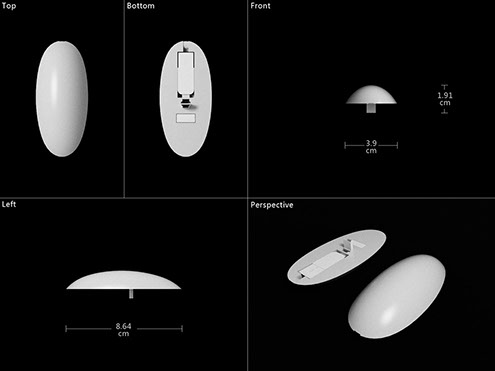 Top
Bottom
Front
1.91
cm
3.9
cm
Left
8.64
cm
Perspective